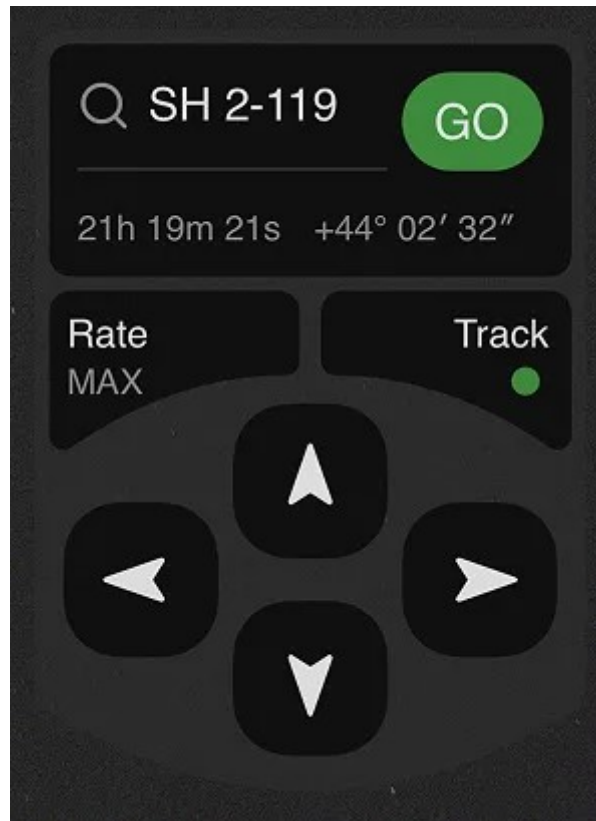 SH 2-119
GO
21h 19m 21s +44° 02′ 32″
Rate
Track
MAX